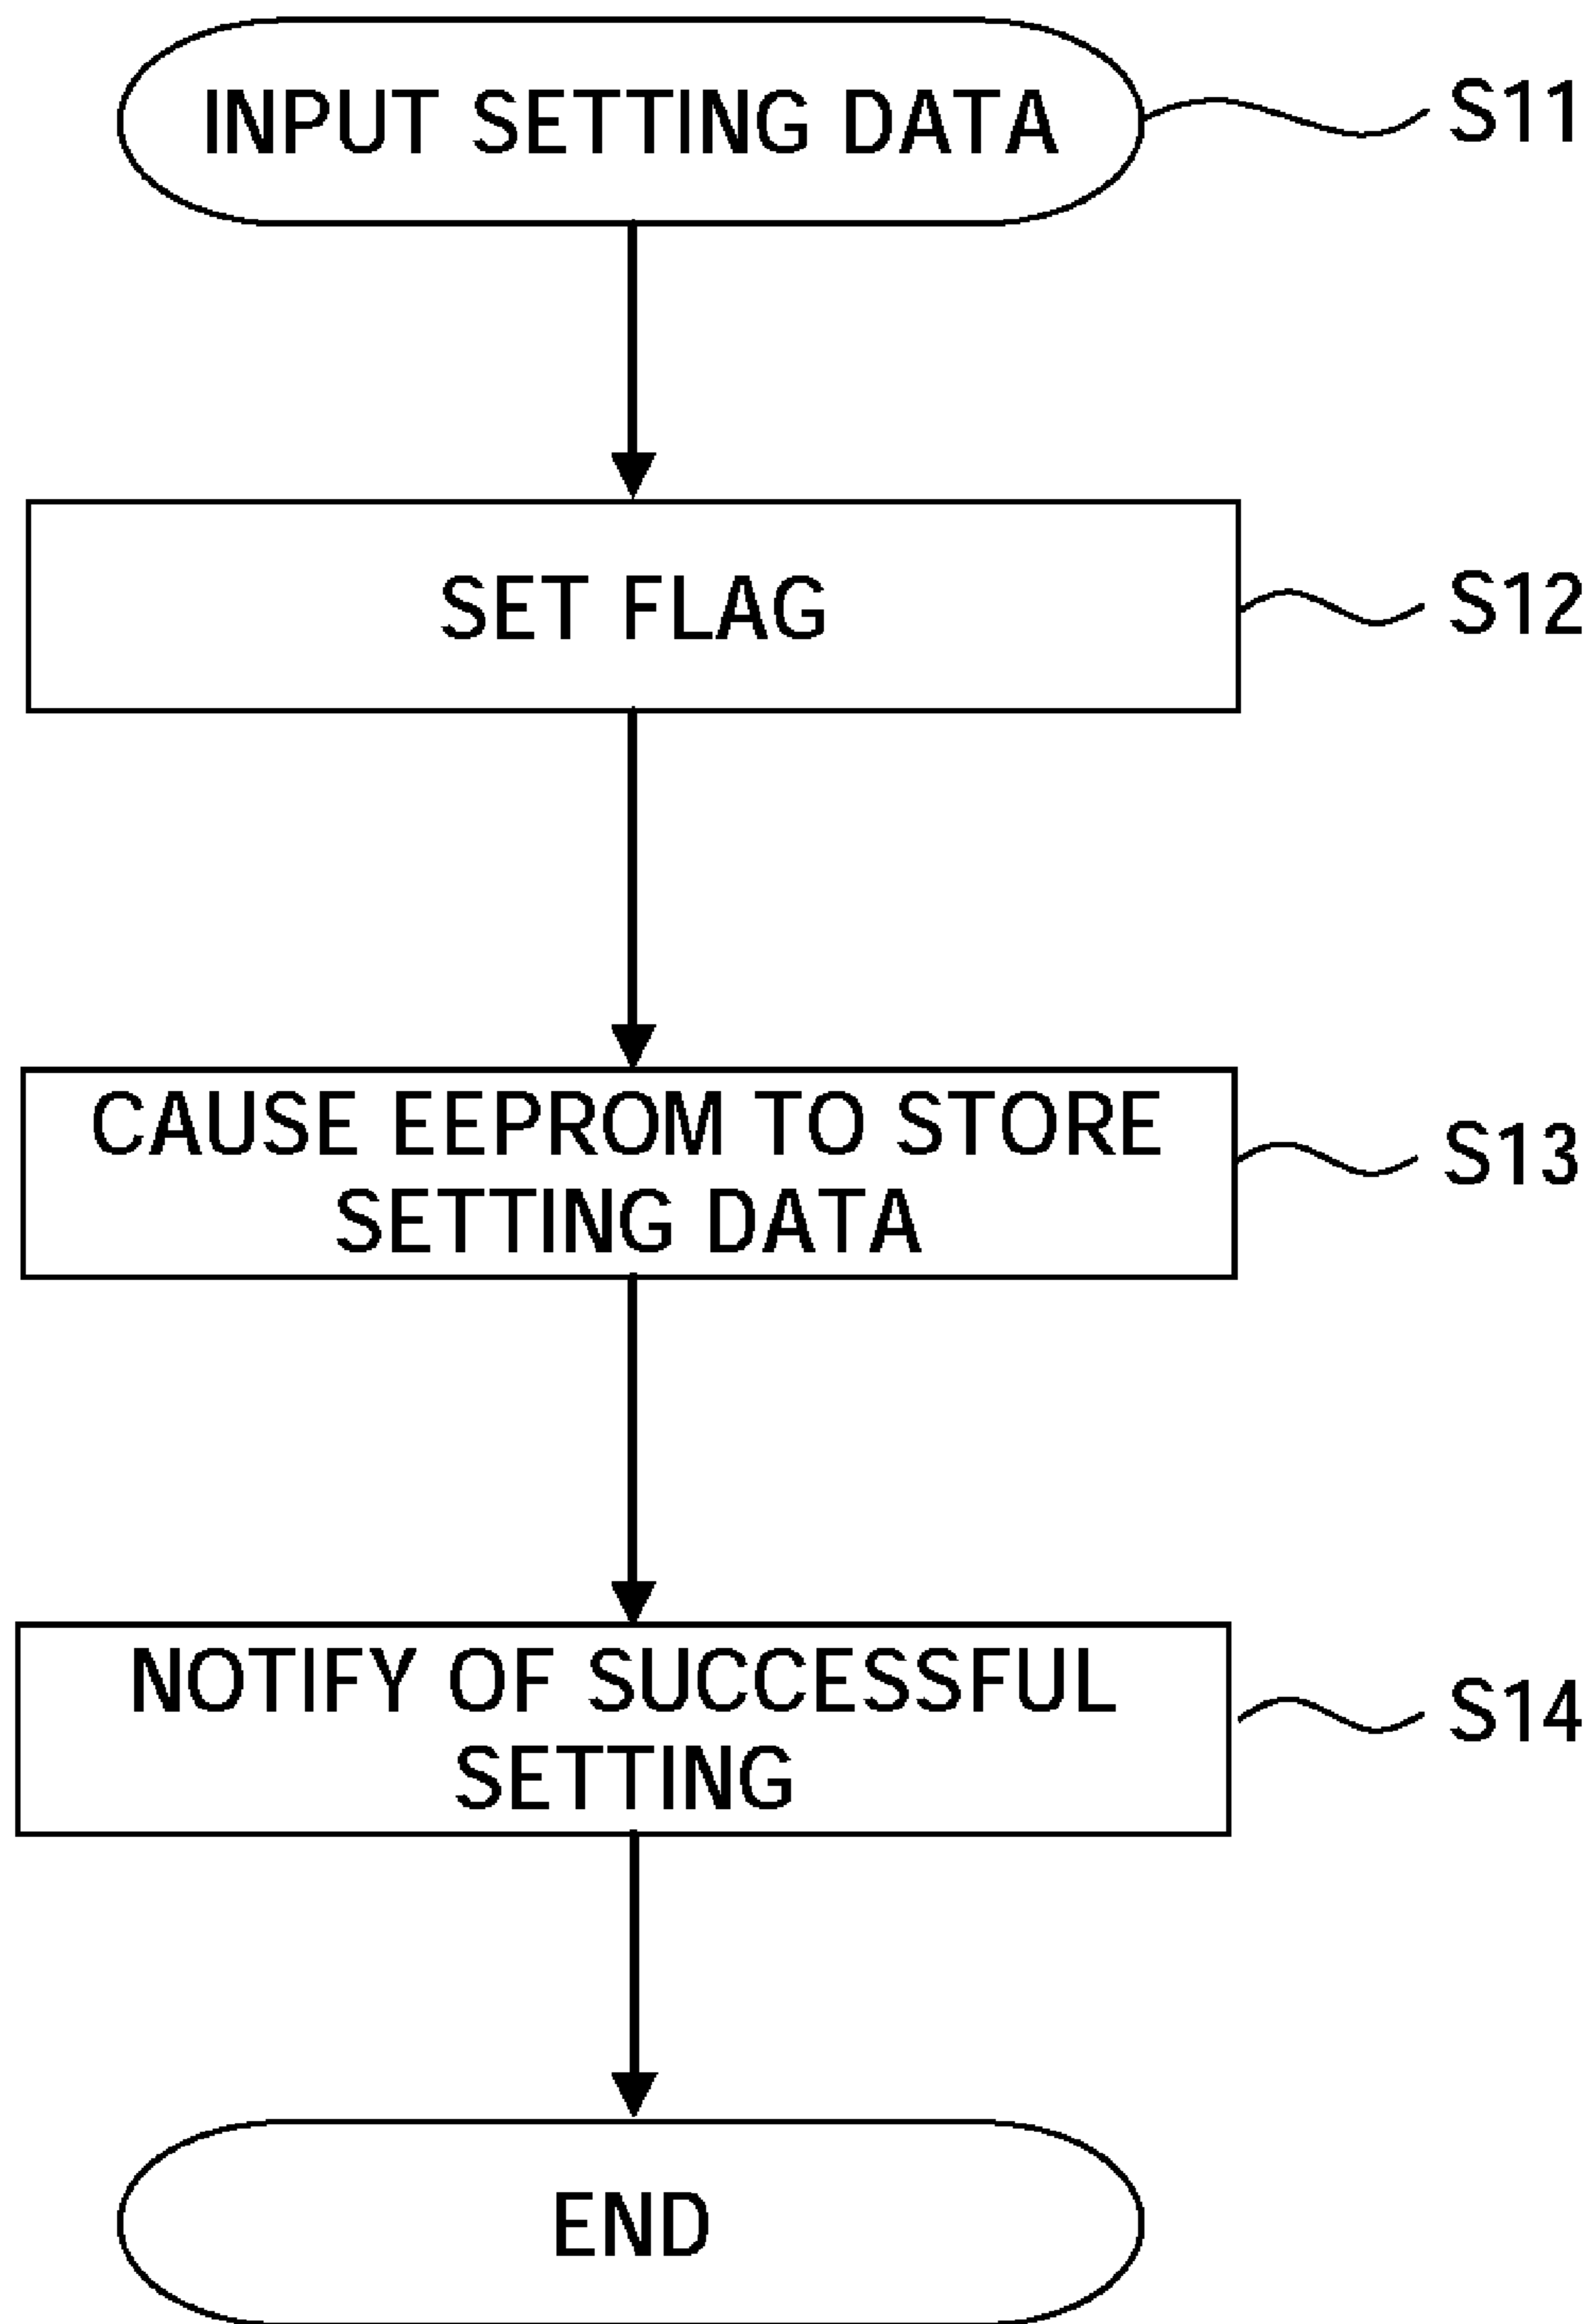 INPUT SETTING DATA
S11
SET FLAG
S12
CAUSE EEPROM TO STORE
SETTING DATA
S13
NOTIFY OF SUCCESSFUL
SETTING
S14
END